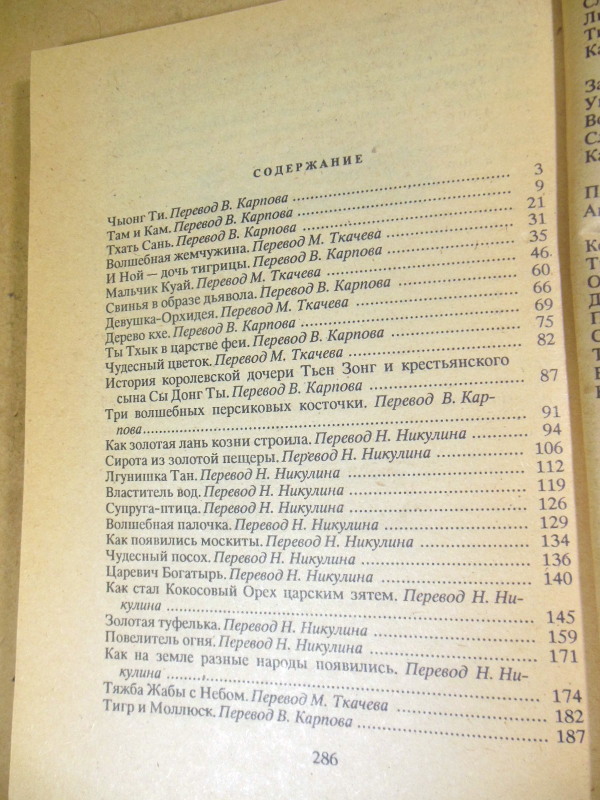 СОДЕРЖАНИЕ
Чыонг Ти. Перевод В. Карпова ........ 3
Там и Кам. Перевод В. Карпова ........ 9
Тхать Сань. Перевод В. Карпова ........ 21
Волшебная жемчужина. Перевод М. Ткачева ........ 31
И Ной — дочь тигрицы. Перевод В. Карпова ........ 35
Мальчик Куай. Перевод М. Ткачева ........ 46
Свинья в образе дьявола. Перевод В. Карпова ........ 60
Девушка-Орхидея. Перевод М. Ткачева ........ 66
Дерево кхе. Перевод В. Карпова ........ 69
Ты Тхык в царстве феи. Перевод В. Карпова ........ 75
Чудесный цветок. Перевод М. Ткачева ........ 82
История королевской дочери Тьен Зонг и крестьянского
сына Сы Донг Ты. Перевод В. Карпова ........ 87
Три волшебных персиковых косточки. Перевод В. Кар-
пова ........ 91
Как золотая лань козни строила. Перевод Н. Никулина ........ 94
Сирота из золотой пещеры. Перевод Н. Никулина ........ 106
Лгунишка Тан. Перевод Н. Никулина ........ 112
Властитель вод. Перевод Н. Никулина ........ 119
Супруга-птица. Перевод Н. Никулина ........ 126
Волшебная палочка. Перевод Н. Никулина ........ 129
Как появились москиты. Перевод Н. Никулина ........ 134
Чудесный посох. Перевод Н. Никулина ........ 136
Царевич Богатырь. Перевод Н. Никулина ........ 140
Как стал Кокосовый Орех царским зятем. Перевод Н. Ни-
кулина ........ 145
Золотая туфелька. Перевод Н. Никулина ........ 159
Повелитель огня. Перевод Н. Никулина ........ 171
Как на земле разные народы появились. Перевод Н. Ни-
кулина ........ 174
Тяжба Жабы с Небом. Перевод М. Ткачева ........ 182
Тигр и Моллюск. Перевод В. Карпова ........ 187
286